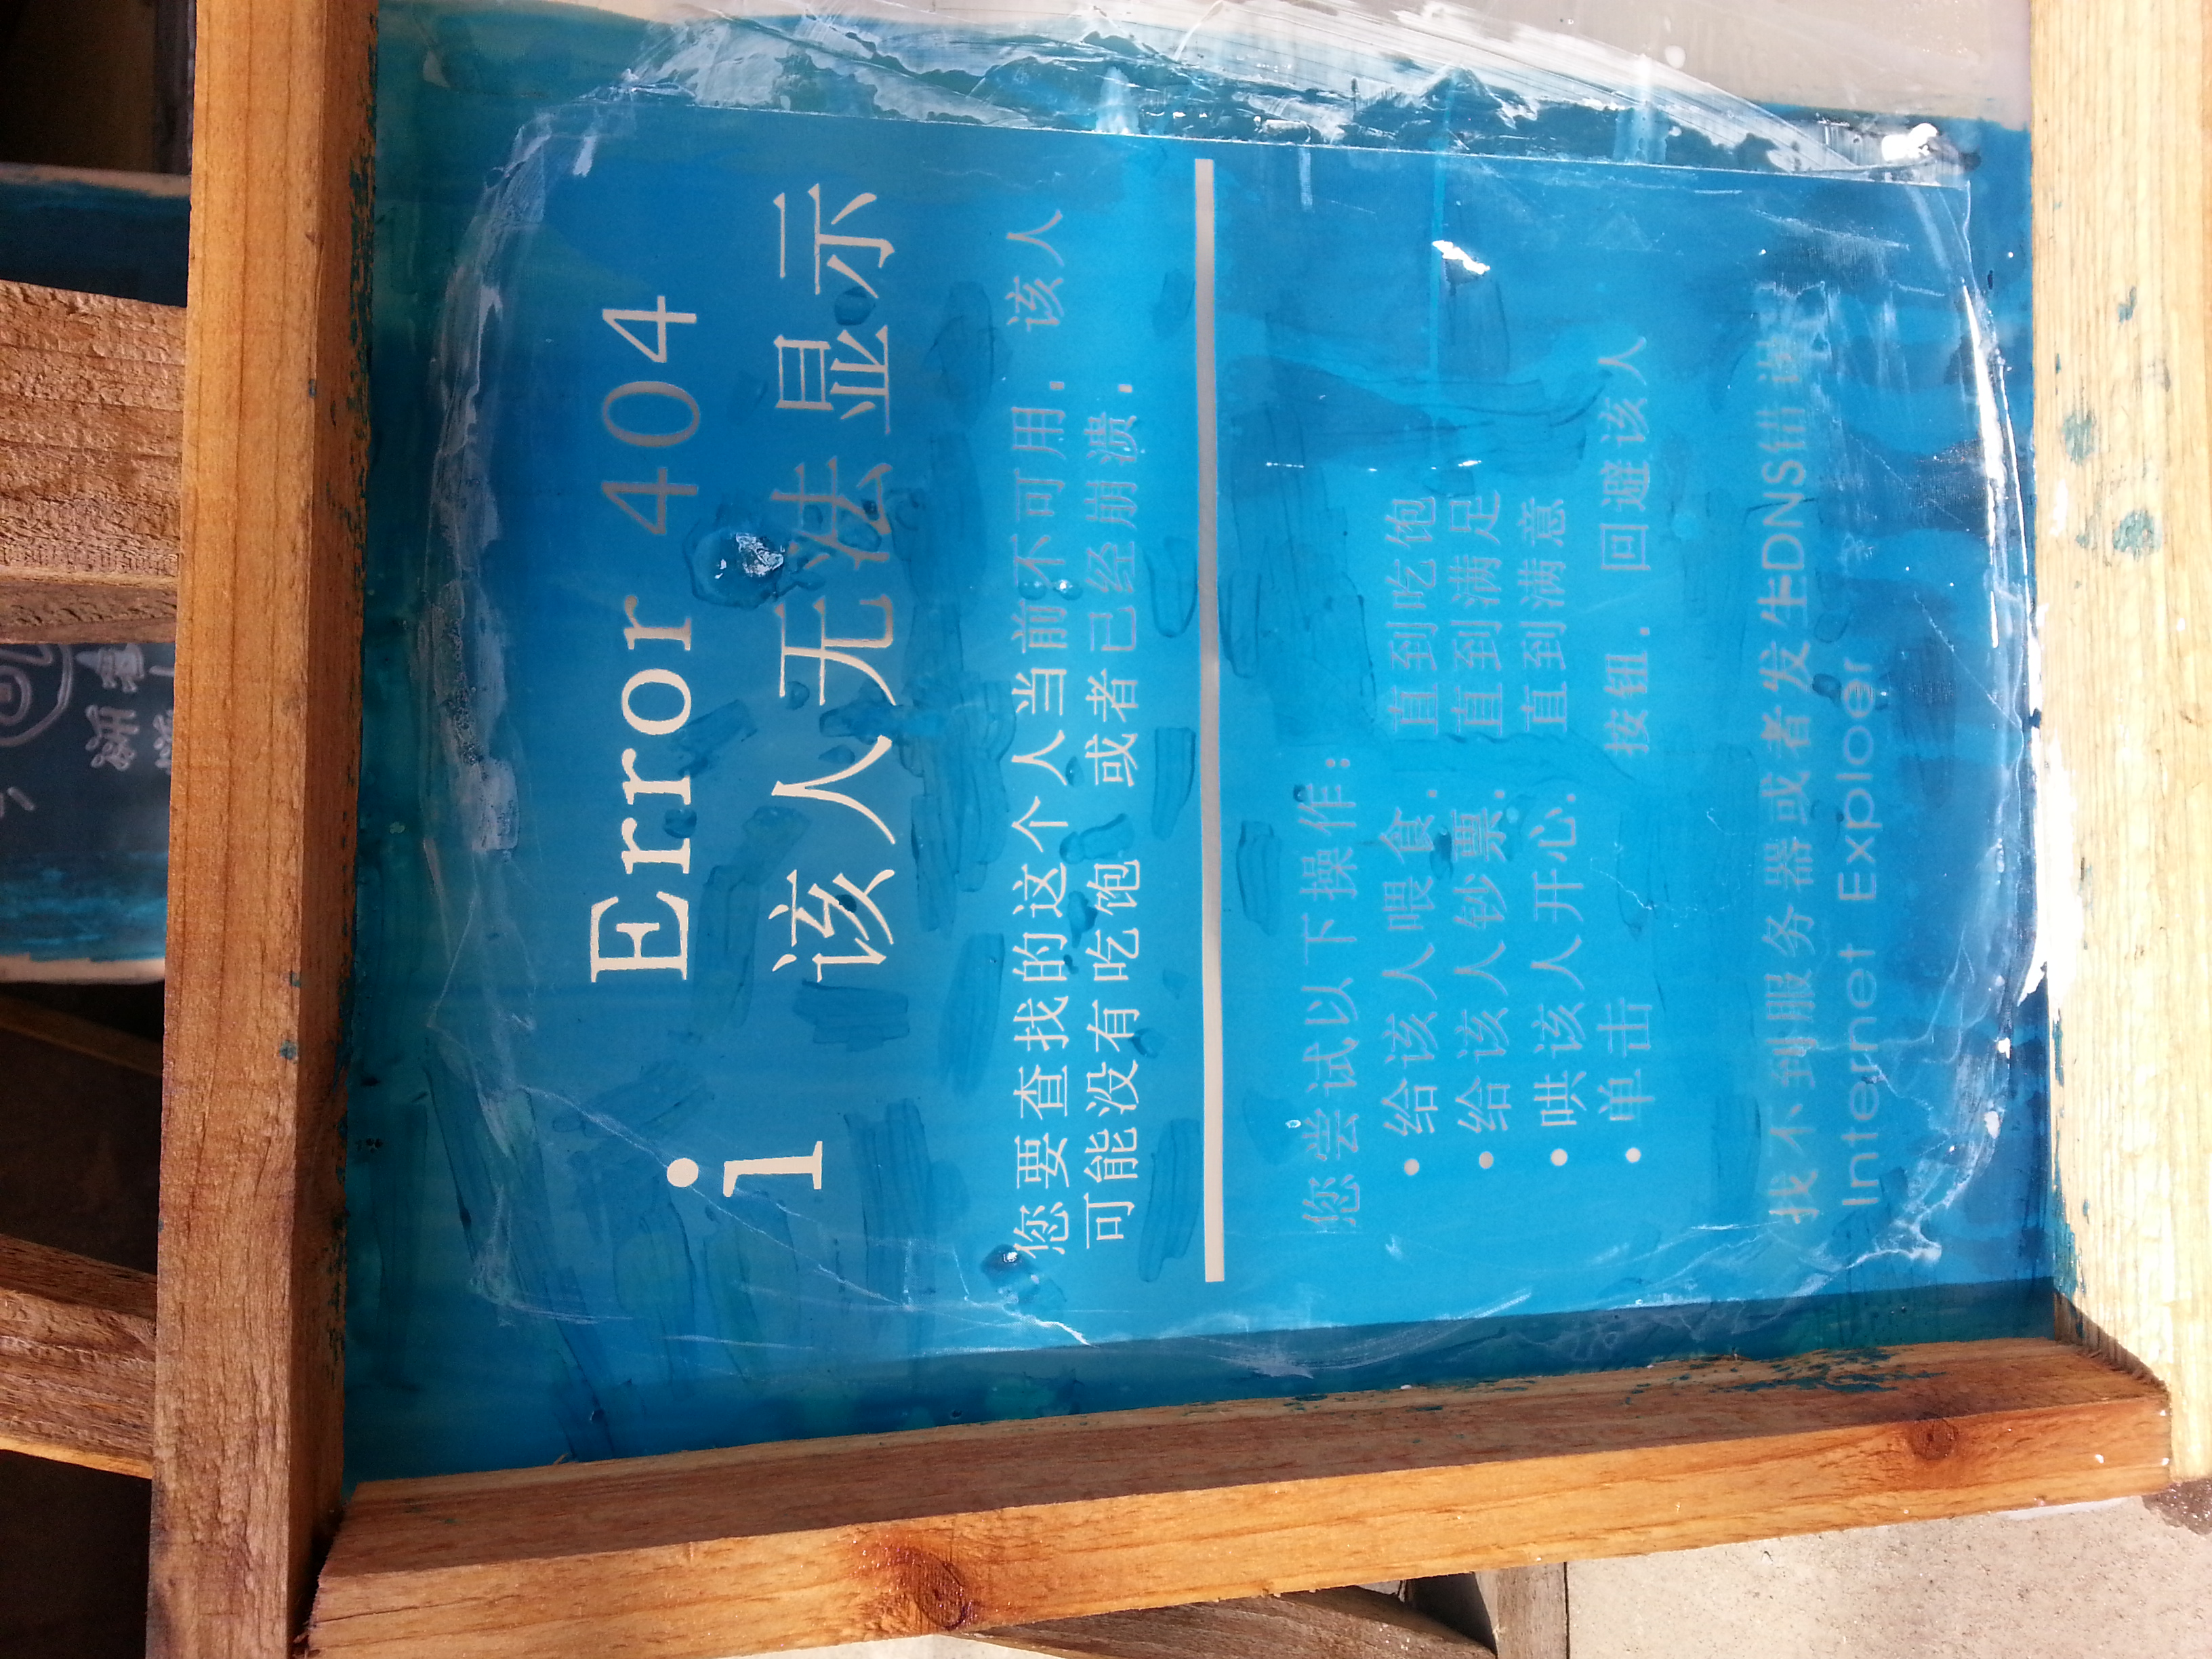 i
Error 404
该人无法显示
您要查找的这个人当前不可用. 该人
可能没有吃饱 或者已经崩溃.
您尝试以下操作:
·给该人喂食. 直到吃饱
·给该人钞票. 直到满足
·哄该人开心. 直到满意
·单击 按钮. 回避该人
找不到服务器或者发生DNS错误
Internet Exploer